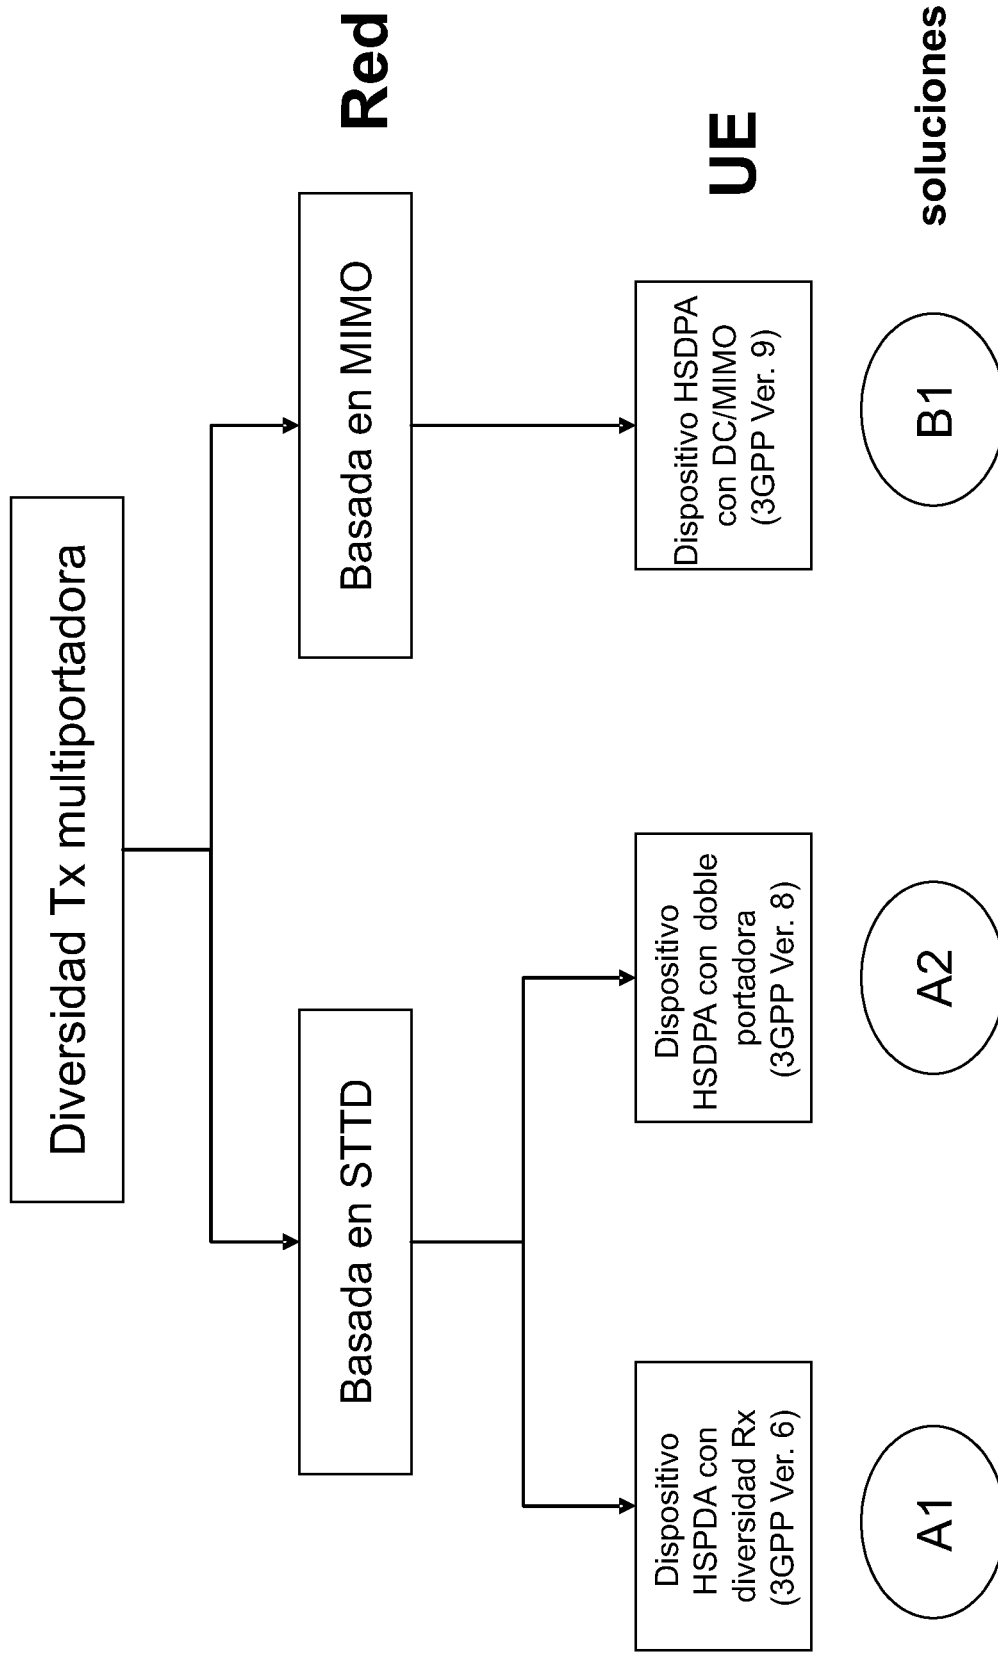 Diversidad Tx multiportadora
Basada en STTD
Basada en MIMO
Red
Dispositivo
HSPDA con
diversidad Rx
(3GPP Ver. 6)
Dispositivo
HSDPA con doble
portadora
(3GPP Ver. 8)
Dispositivo HSDPA
con DC/MIMO
(3GPP Ver. 9)
UE
A1
A2
B1
soluciones